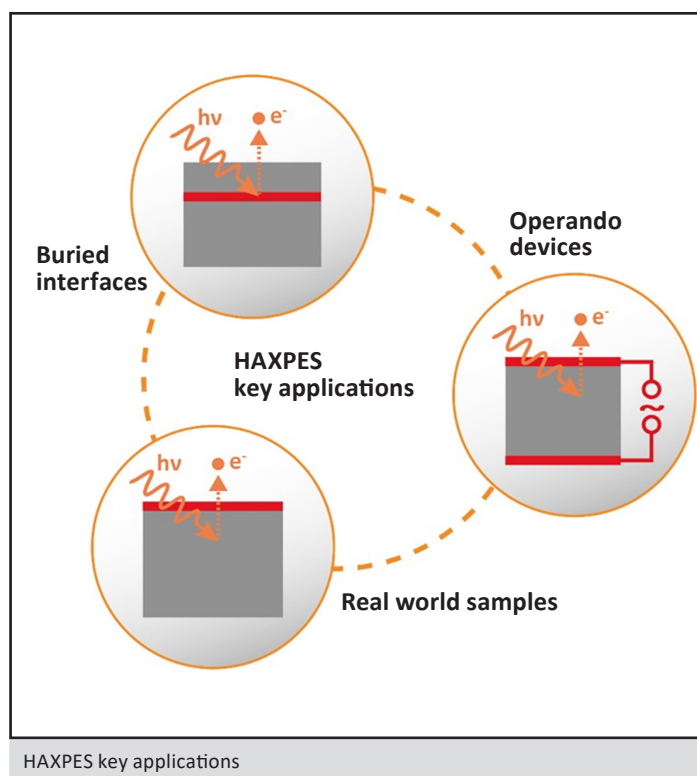 hν
e⁻
Buried
interfaces
Operando
devices
hν
e⁻
HAXPES
key applications
hν
e⁻
Real world samples
HAXPES key applications